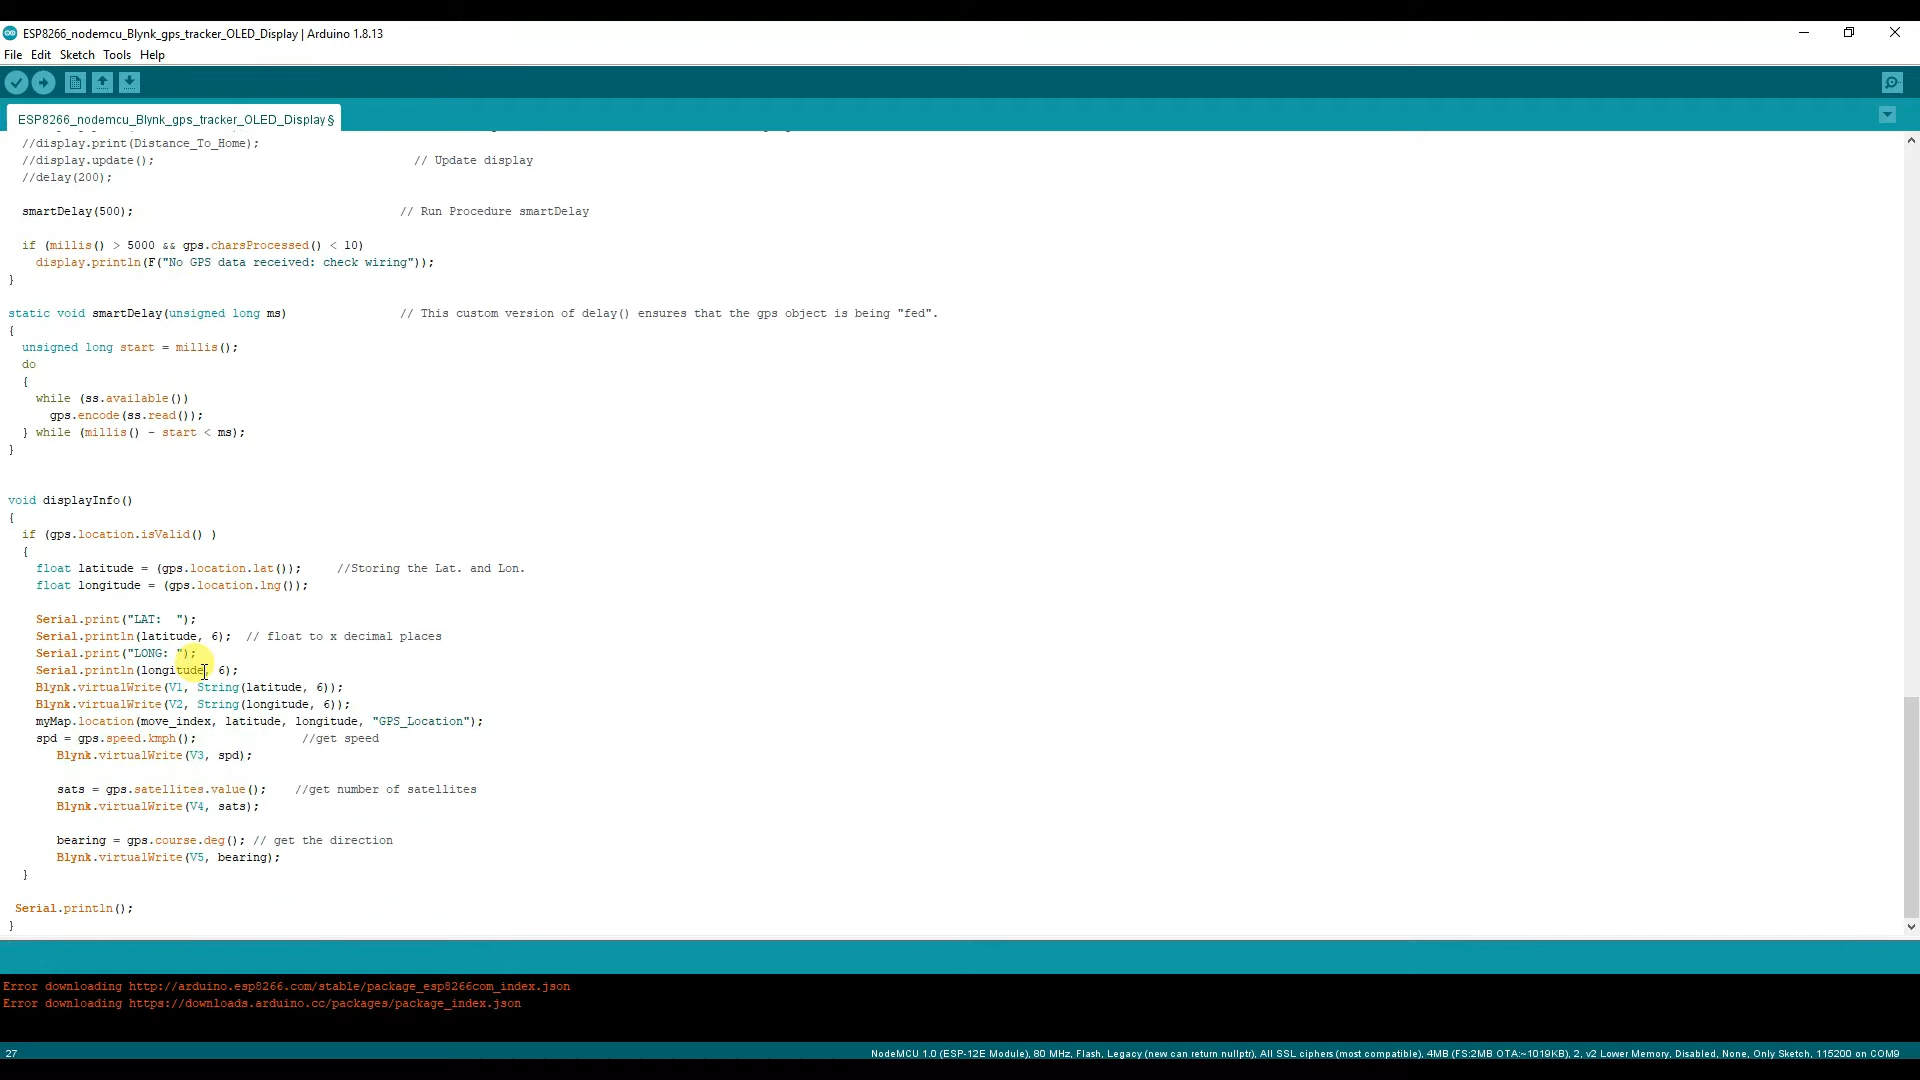 ESP8266_nodemcu_Blynk_gps_tracker_OLED_Display | Arduino 1.8.13
File Edit Sketch Tools Help
ESP8266_nodemcu_Blynk_gps_tracker_OLED_Display§
//display.print(Distance_To_Home);
//display.update(); // Update display
//delay(200);
smartDelay(500); // Run Procedure smartDelay
if (millis() > 5000 && gps.charsProcessed() < 10)
display.println(F("No GPS data received: check wiring"));
}
static void smartDelay(unsigned long ms) // This custom version of delay() ensures that the gps object is being "fed".
{
unsigned long start = millis();
do
{
while (ss.available())
gps.encode(ss.read());
} while (millis() - start < ms);
}
void displayInfo()
{
if (gps.location.isValid() )
{
float latitude = (gps.location.lat()); //Storing the Lat. and Lon.
float longitude = (gps.location.lng());
Serial.print("LAT:  ");
Serial.println(latitude, 6); // float to x decimal places
Serial.print("LONG: ");
Serial.println(longitude, 6);
Blynk.virtualWrite(V1, String(latitude, 6));
Blynk.virtualWrite(V2, String(longitude, 6));
myMap.location(move_index, latitude, longitude, "GPS_Location");
spd = gps.speed.kmph(); //get speed
Blynk.virtualWrite(V3, spd);
sats = gps.satellites.value(); //get number of satellites
Blynk.virtualWrite(V4, sats);
bearing = gps.course.deg(); // get the direction
Blynk.virtualWrite(V5, bearing);
}
Serial.println();
}
Error downloading http://arduino.esp8266.com/stable/package_esp8266com_index.json
Error downloading https://downloads.arduino.cc/packages/package_index.json
27 NodeMCU 1.0 (ESP-12E Module), 80 MHz, Flash, Legacy (new can return nullptr), All SSL ciphers (most compatible), 4MB (FS:2MB OTA:~1019KB), 2, v2 Lower Memory, Disabled, None, Only Sketch, 115200 on COM9